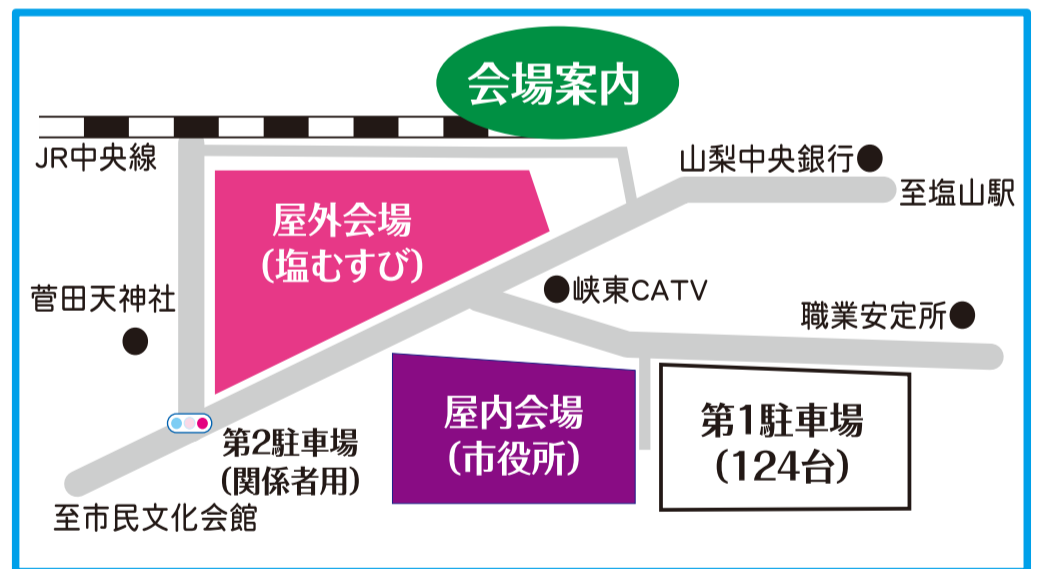 会場案内
JR中央線
山梨中央銀行
至塩山駅
屋外会場
(塩むすび)
菅田天神社
峡東CATV
職業安定所
屋内会場
(市役所)
第1駐車場
(124台)
第2駐車場
(関係者用)
至市民文化会館